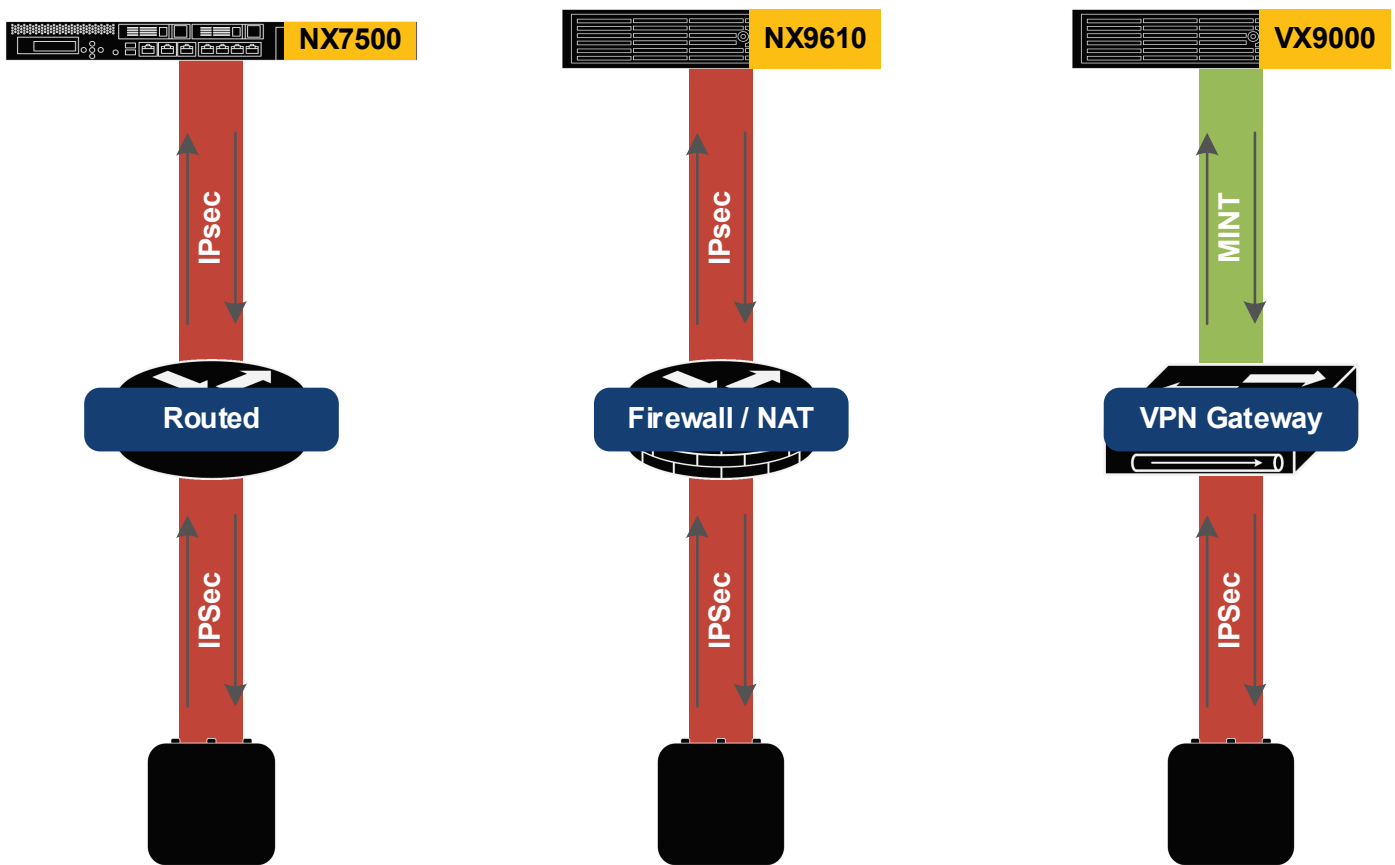 NX7500
NX9610
VX9000
IPsec
IPsec
MINT
Routed
Firewall / NAT
VPN Gateway
IPSec
IPSec
IPSec